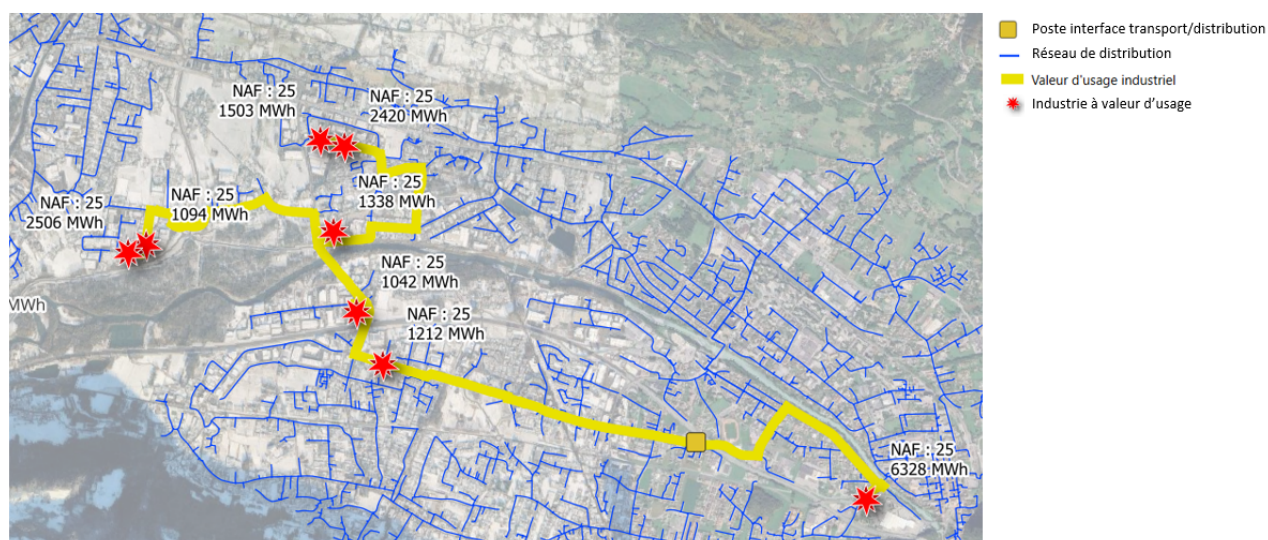 NAF : 25
1503 MWh
NAF : 25
2420 MWh
NAF : 25
1338 MWh
NAF : 25
1094 MWh
NAF : 25
2506 MWh
NAF : 25
1042 MWh
MWh
NAF : 25
1212 MWh
NAF : 25
6328 MWh
Poste interface transport/distribution
Réseau de distribution
Valeur d'usage industriel
Industrie à valeur d’usage